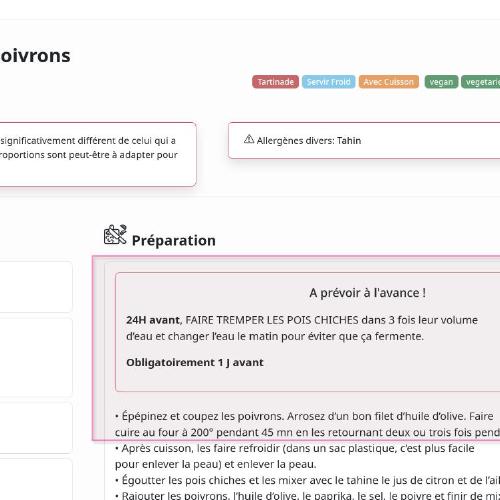 oivrons
Tartinade Servir Froid Avec Cuisson vegan
significativement différent de celui qui a
roportions sont peut-être à adapter pour
⚠ Allergènes divers: Tahin
Préparation
A prévoir à l'avance !
24H avant, FAIRE TREMPER LES POIS CHICHES dans 3 fois leur volume
d'eau et changer l'eau le matin pour éviter que ça fermente.
Obligatoirement 1 J avant
• Épépinez et coupez les poivrons. Arrosez d'un bon filet d'huile d'olive. Faire
cuire au four à 200° pendant 45 mn en les retournant deux ou trois fois pend
• Après cuisson, les faire refroidir (dans un sac plastique, c'est plus facile
pour enlever la peau) et enlever la peau.
• Égoutter les pois chiches et les mixer avec le tahine le jus de citron et de l'ai
• Rajouter les poivrons, l'huile d'olive, le paprika, le sel, le poivre et finir de mi